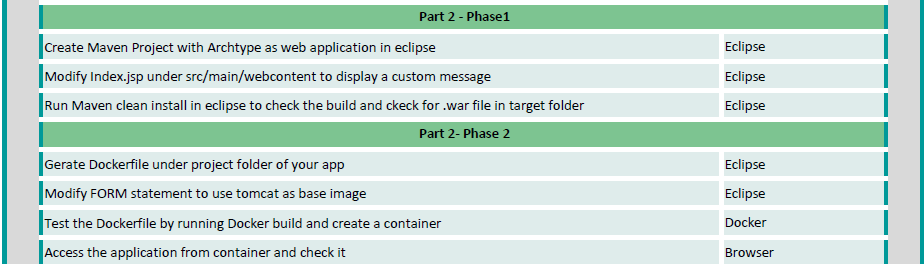 Part 2 - Phase1
Create Maven Project with Archtype as web application in eclipse Eclipse
Modify Index.jsp under src/main/webcontent to display a custom message Eclipse
Run Maven clean install in eclipse to check the build and ckeck for .war file in target folder Eclipse
Part 2- Phase 2
Gerate Dockerfile under project folder of your app Eclipse
Modify FORM statement to use tomcat as base image Eclipse
Test the Dockerfile by running Docker build and create a container Docker
Access the application from container and check it Browser